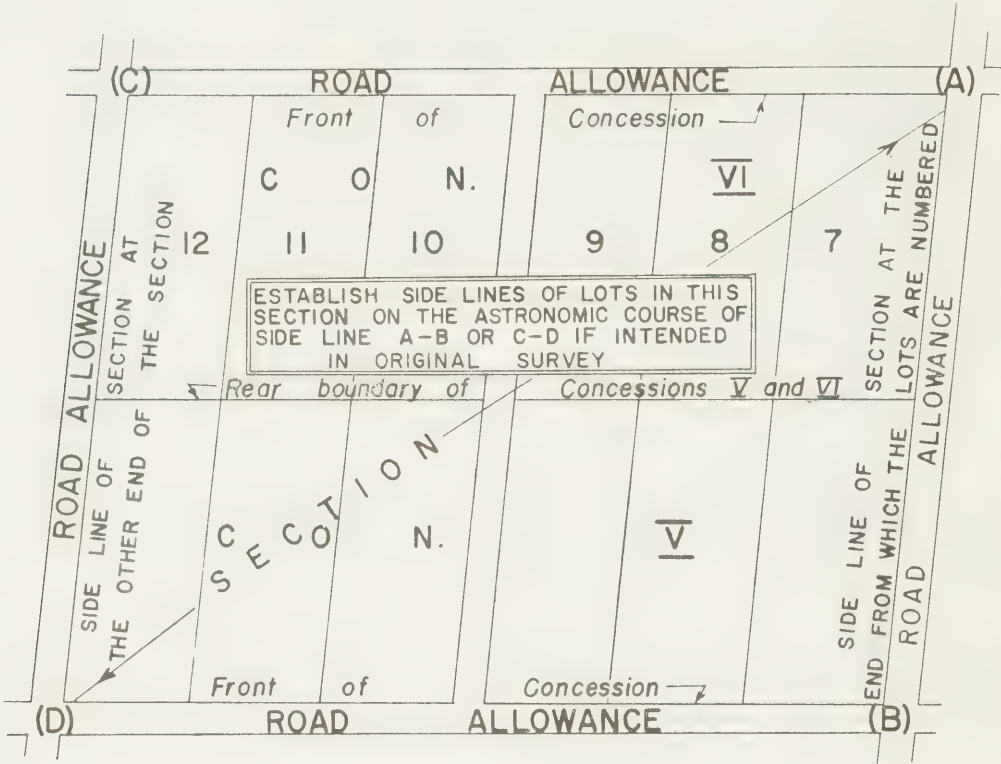 (C) ROAD ALLOWANCE (A)
Front of Concession
C O N. VI
12 11 10 9 8 7
ESTABLISH SIDE LINES OF LOTS IN THIS
SECTION ON THE ASTRONOMIC COURSE OF
SIDE LINE A-B OR C-D IF INTENDED
IN ORIGINAL SURVEY
Rear boundary of Concessions V and VI
ROAD ALLLOWANCE
SIDE LINE OF SECTION AT
THE OTHER END OF THE SECTION
SECTION
C O N. V
SIDE LINE OF SECTION AT THE
END FROM WHICH THE LOTS ARE NUMBERED
ROAD ALLOWANCE
Front of Concession
(D) ROAD ALLOWANCE (B)